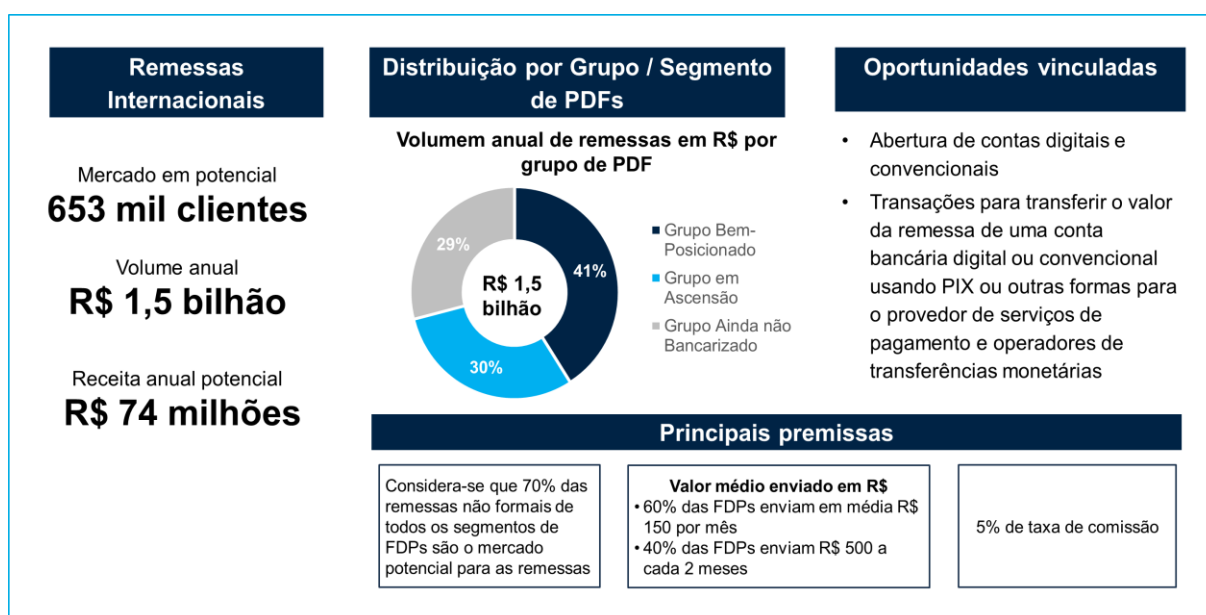 Remessas
Internacionais
Mercado em potencial
653 mil clientes
Volume anual
R$ 1,5 bilhão
Receita anual potencial
R$ 74 milhões
Distribuição por Grupo / Segmento
de PDFs
Volumem anual de remessas em R$ por
grupo de PDF
29%
41%
30%
R$ 1,5
bilhão
Grupo Bem-
Posicionado
Grupo em
Ascensão
Grupo Ainda não
Bancarizado
Oportunidades vinculadas
• Abertura de contas digitais e
convencionais
• Transações para transferir o valor
da remessa de uma conta
bancária digital ou convencional
usando PIX ou outras formas para
o provedor de serviços de
pagamento e operadores de
transferências monetárias
Principais premissas
Considera-se que 70% das
remessas não formais de
todos os segmentos de
FDPs são o mercado
potencial para as remessas
Valor médio enviado em R$
• 60% das FDPs enviam em média R$
150 por mês
• 40% das FDPs enviam R$ 500 a
cada 2 meses
5% de taxa de comissão